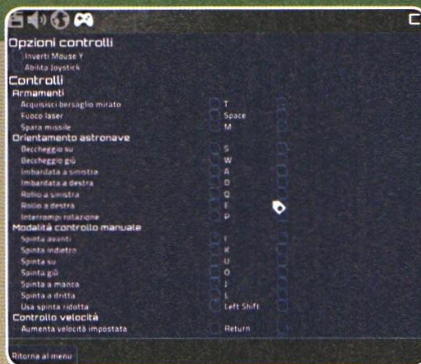 Opzioni controlli
Inverti Mouse Y
Abilita Joystick
Controlli
Armamenti
Acquisisci bersaglio mirato T
Fuoco laser Space
Spara missile M
Orientamento astronave
Beccheggio su S
Beccheggio giù W
Imbardata a sinistra A
Imbardata a destra D
Rollio a sinistra Q
Rollio a destra E
Interrompi rotazione P
Modalità controllo manuale
Spinta avanti I
Spinta indietro K
Spinta su U
Spinta giù O
Spinta a manca J
Spinta a dritta L
Usa spinta ridotta Left Shift
Controllo velocità
Aumenta velocità impostata Return
Ritorna al menu